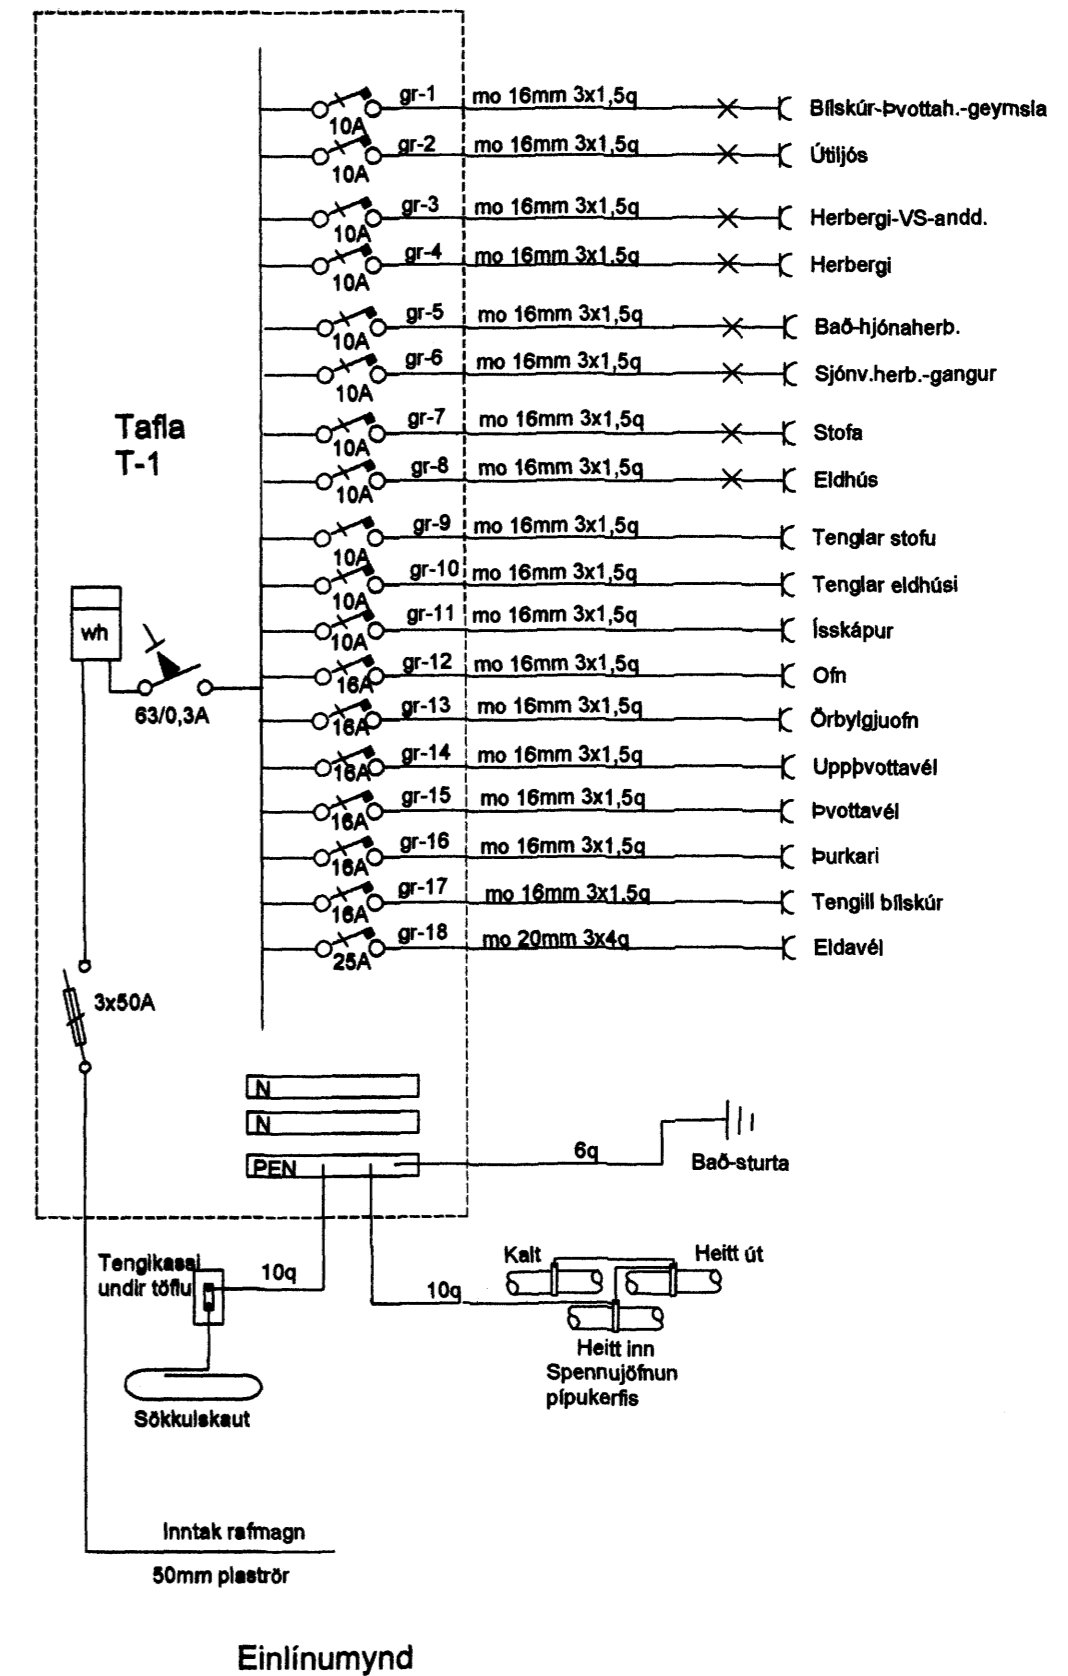 gr-1 mo 16mm 3x1,5q Bílskúr-Þvottah.-geymsla
10A
gr-2 mo 16mm 3x1,5q Útiljós
10A
gr-3 mo 16mm 3x1,5q Herbergi-VS-andd.
10A
gr-4 mo 16mm 3x1,5q Herbergi
10A
gr-5 mo 16mm 3x1,5q Bað-hjónaherb.
10A
gr-6 mo 16mm 3x1,5q Sjónv.herb.-gangur
10A
Tafla
T-1
gr-7 mo 16mm 3x1,5q Stofa
10A
gr-8 mo 16mm 3x1,5q Eldhús
10A
gr-9 mo 16mm 3x1,5q Tenglar stofu
10A
gr-10 mo 16mm 3x1,5q Tenglar eldhúsi
10A
gr-11 mo 16mm 3x1,5q Ísskápur
10A
wh
63/0,3A
gr-12 mo 16mm 3x1,5q Ofn
16A
gr-13 mo 16mm 3x1,5q Örbylgjuofn
16A
gr-14 mo 16mm 3x1,5q Uppþvottavél
16A
gr-15 mo 16mm 3x1,5q Þvottavél
16A
gr-16 mo 16mm 3x1,5q Þurkari
16A
gr-17 mo 16mm 3x1,5q Tengill bílskúr
16A
gr-18 mo 20mm 3x4q Eldavél
25A
3x50A
N
N
PEN
6q
Bað-sturta
Tengikassi
undir töflu
10q
10q
Kalt
Heitt út
Heitt inn
Spennujöfnun
pípukerfis
Sökkulskaut
Inntak rafmagn
50mm plaströr
Einlínumynd